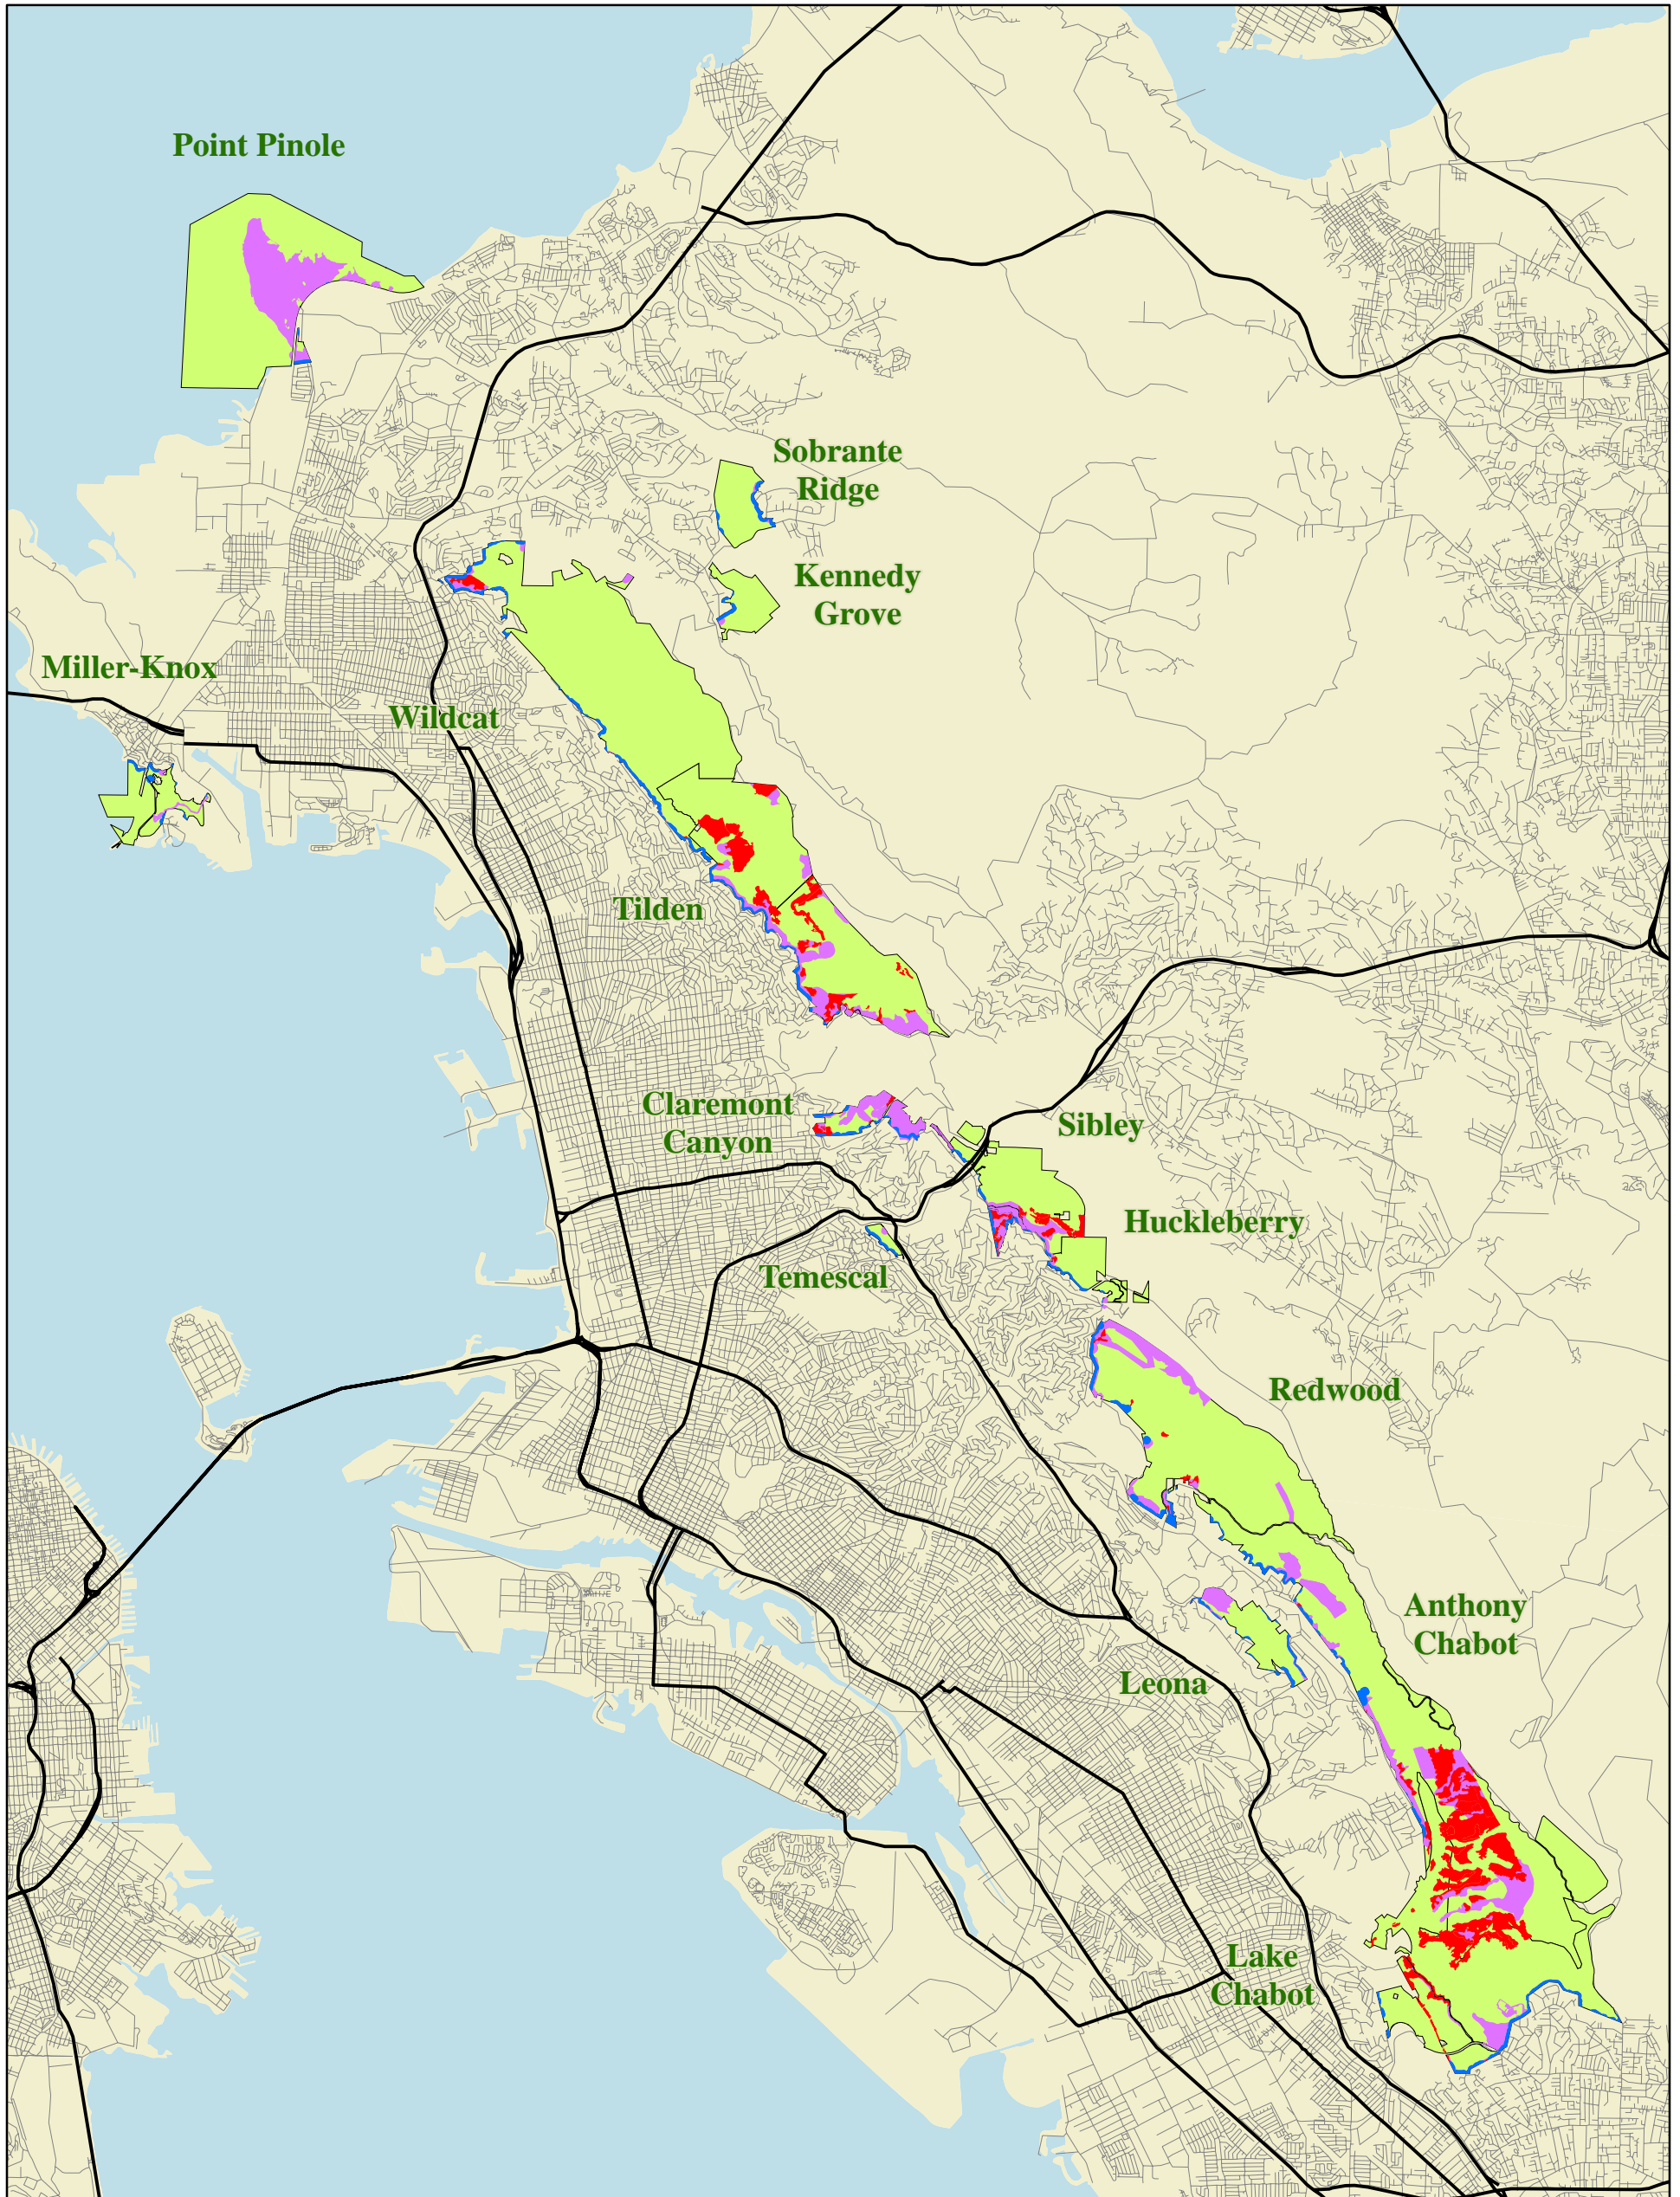 Point Pinole
Sobrante
Ridge
Kennedy
Grove
Miller-Knox
Wildcat
Tilden
Claremont
Canyon
Sibley
Huckleberry
Temescal
Redwood
Anthony
Chabot
Leona
Lake
Chabot